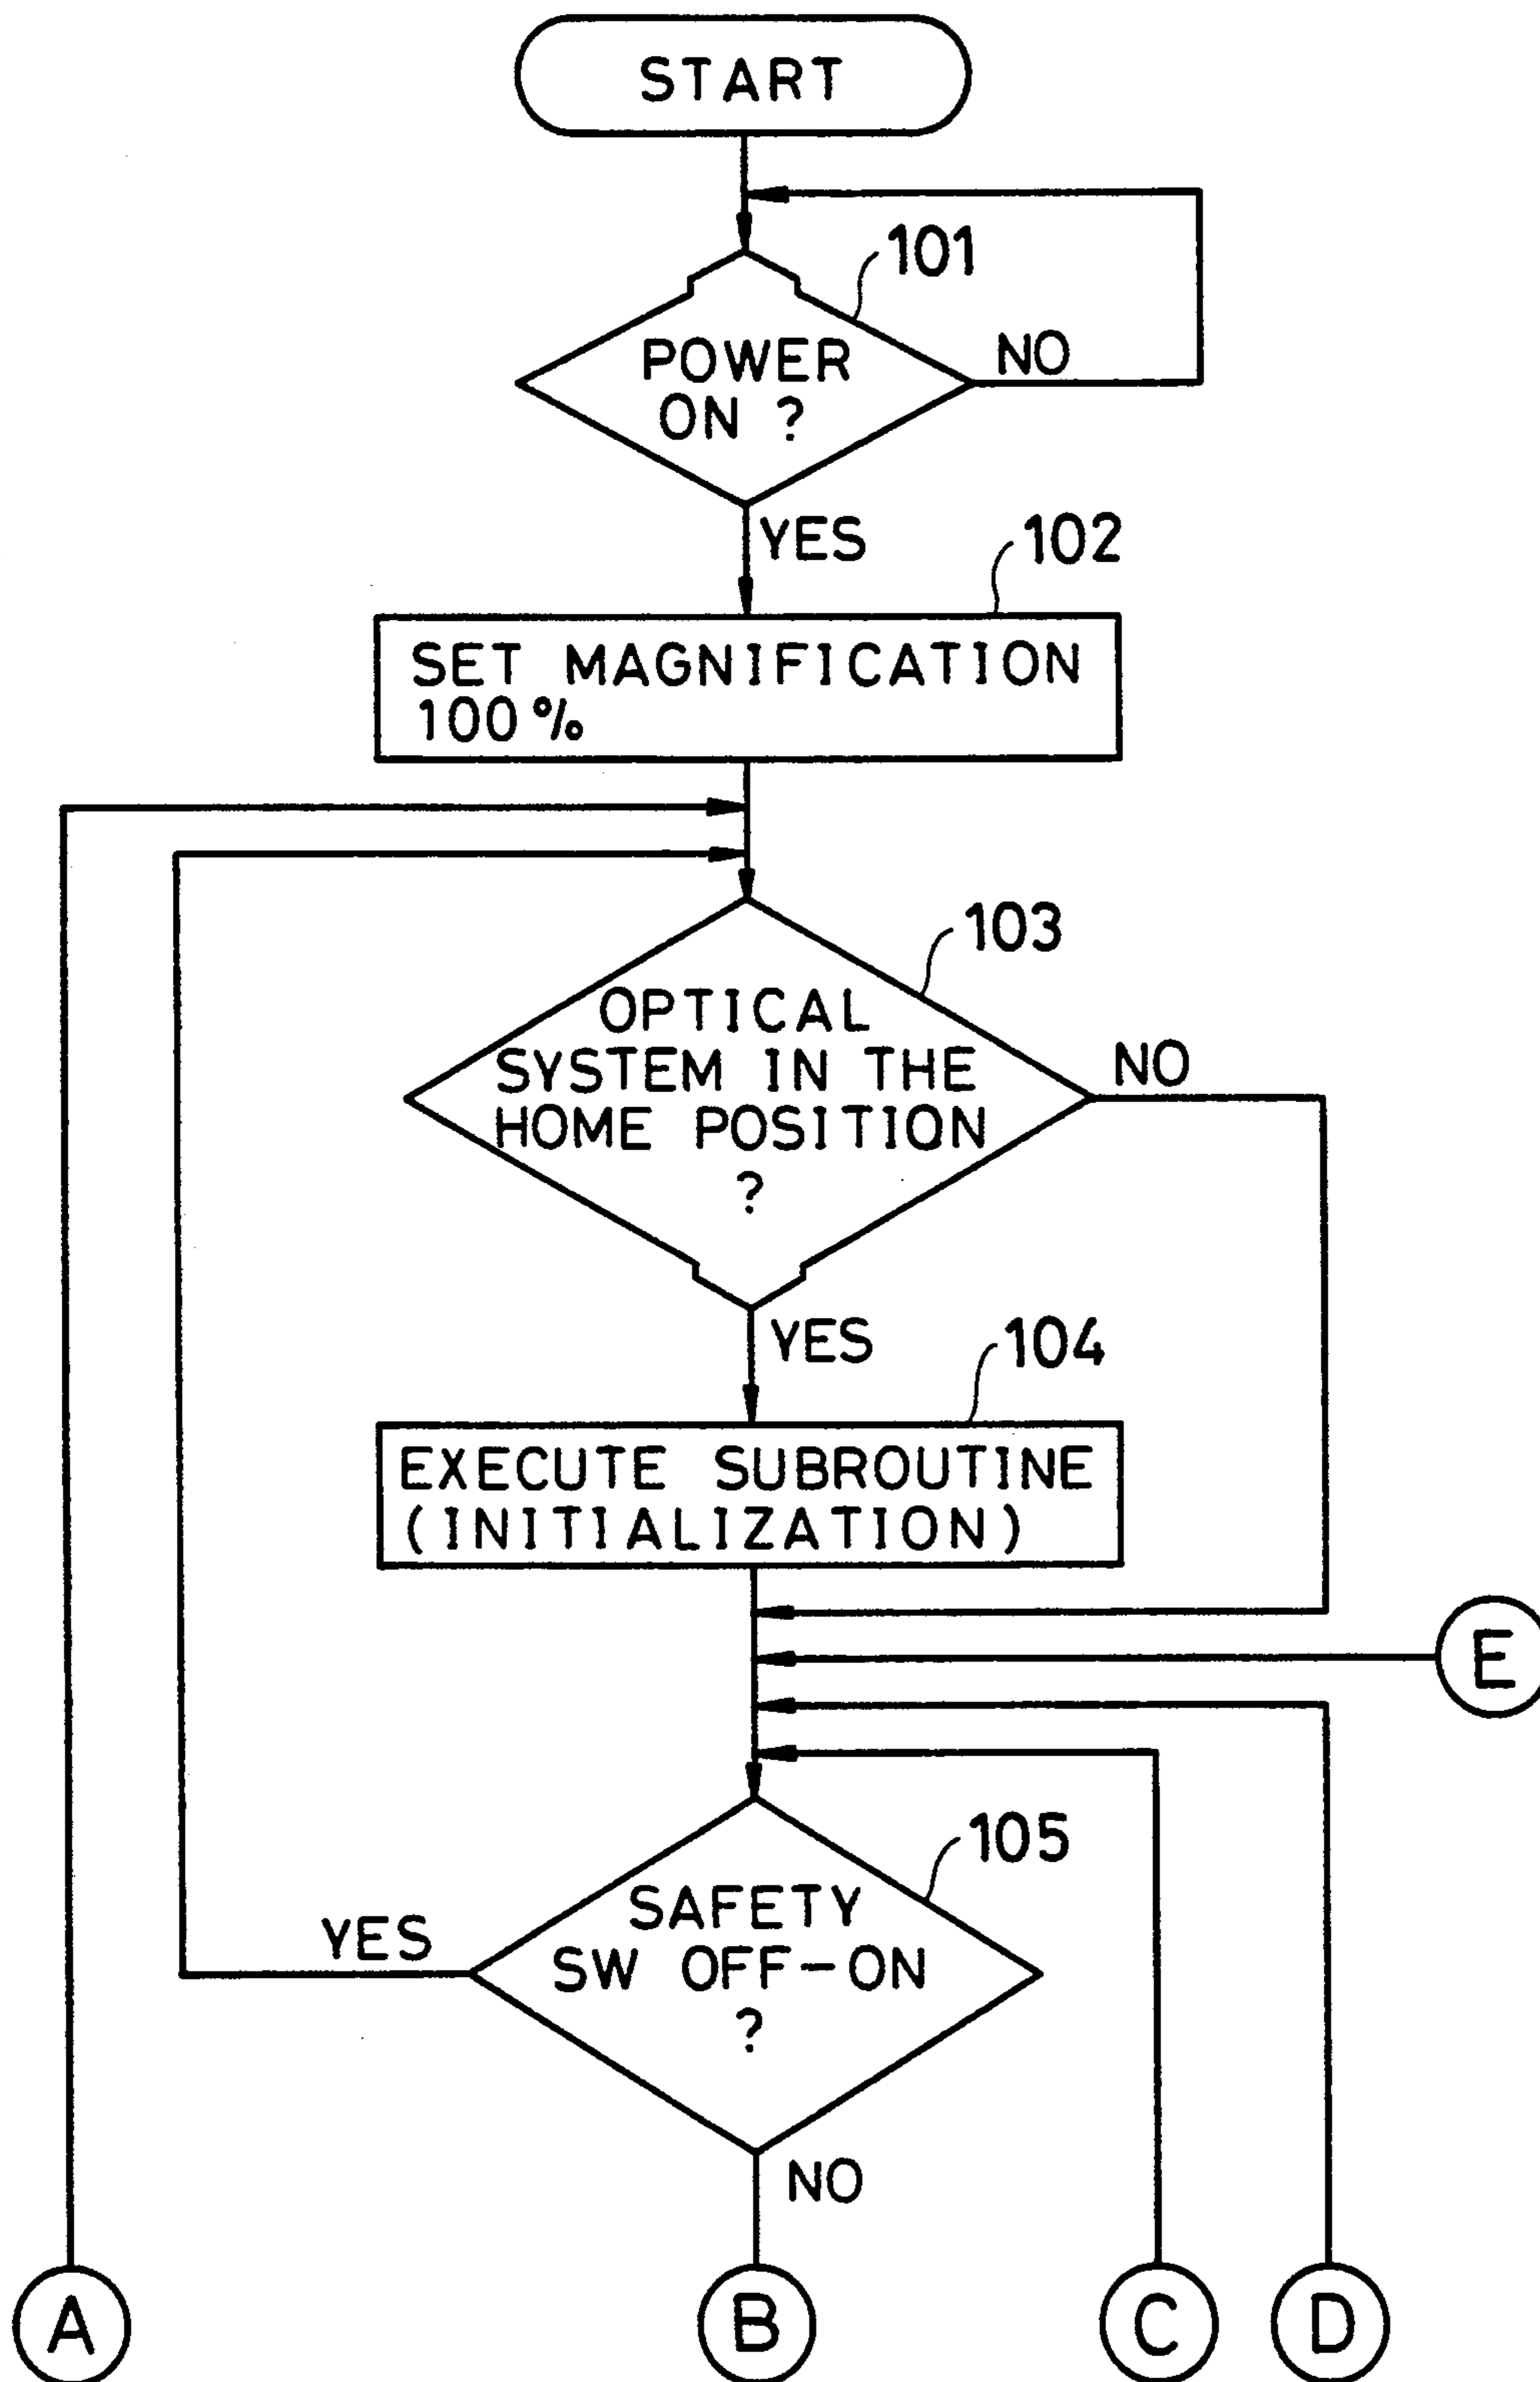 START
101
POWER
ON ?
NO
YES
102
SET MAGNIFICATION
100%
103
OPTICAL
SYSTEM IN THE
HOME POSITION
?
NO
YES
104
EXECUTE SUBROUTINE
(INITIALIZATION)
E
105
SAFETY
SW OFF-ON
?
YES
NO
A
B
C
D